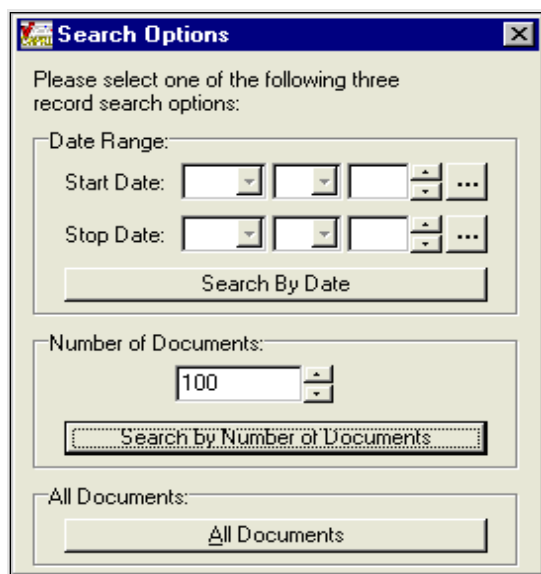 Search Options
Please select one of the following three
record search options:
Date Range:
Start Date: ...
Stop Date: ...
Search By Date
Number of Documents:
100
Search by Number of Documents
All Documents:
All Documents